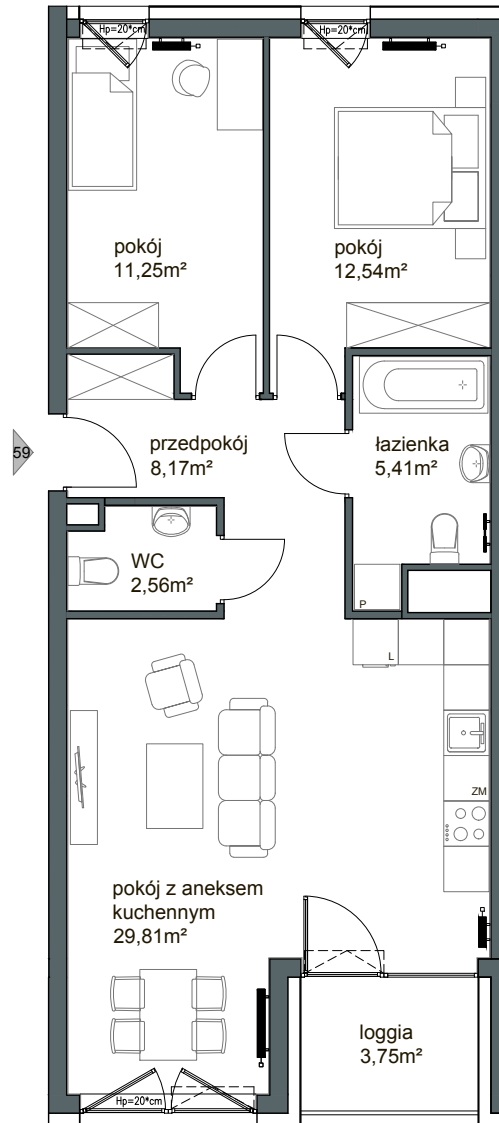 Hp=20*cm
Hp=20*cm
pokój
11,25m²
pokój
12,54m²
59
przedpokój
8,17m²
łazienka
5,41m²
WC
2,56m²
P
L
ZM
pokój z aneksem
kuchennym
29,81m²
loggia
3,75m²
Hp=20*cm